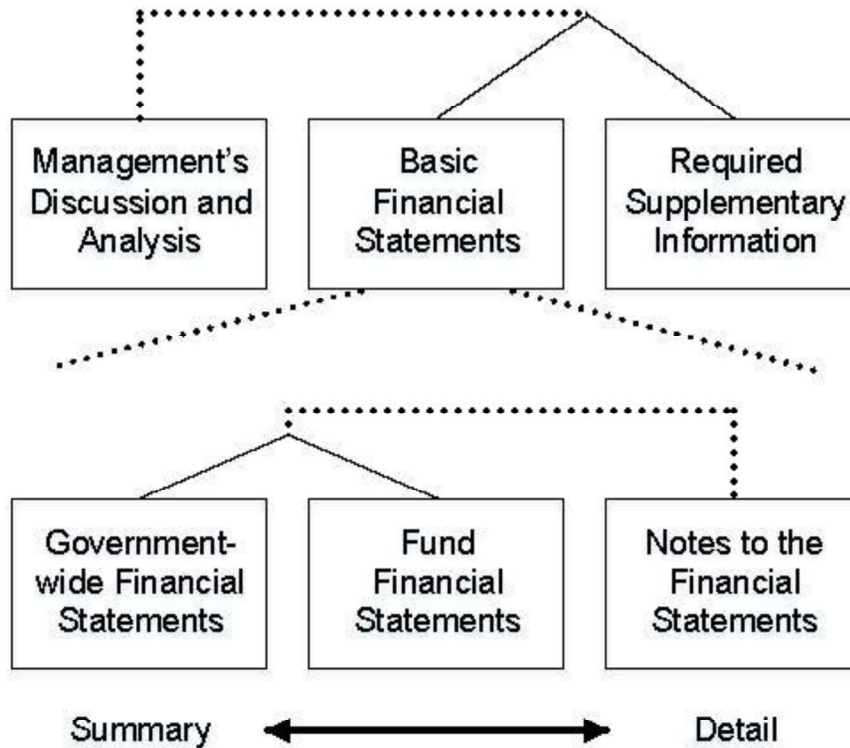 Management's
Discussion and
Analysis
Basic
Financial
Statements
Required
Supplementary
Information
Government-
wide Financial
Statements
Fund
Financial
Statements
Notes to the
Financial
Statements
Summary
Detail